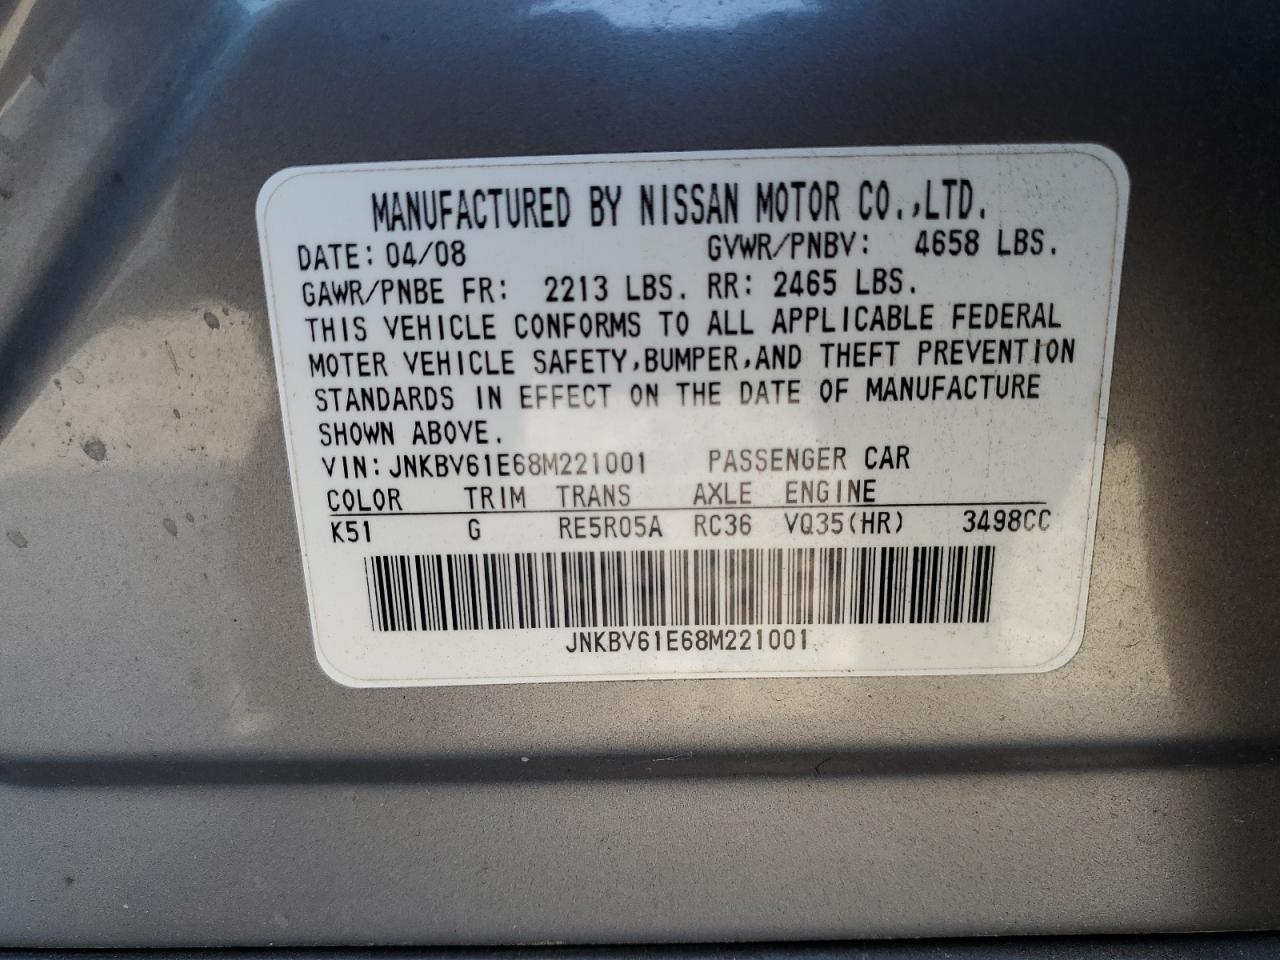 MANUFACTURED BY NISSAN MOTOR CO.,LTD.
DATE: 04/08 GVWR/PNBV: 4658 LBS.
GAWR/PNBE FR: 2213 LBS. RR: 2465 LBS.
THIS VEHICLE CONFORMS TO ALL APPLICABLE FEDERAL
MOTER VEHICLE SAFETY,BUMPER,AND THEFT PREVENTION
STANDARDS IN EFFECT ON THE DATE OF MANUFACTURE
SHOWN ABOVE.
VIN: JNKBV61E68M221001 PASSENGER CAR
COLOR TRIM TRANS AXLE ENGINE
K51 G RE5R05A RC36 VQ35(HR) 3498CC
JNKBV61E68M221001